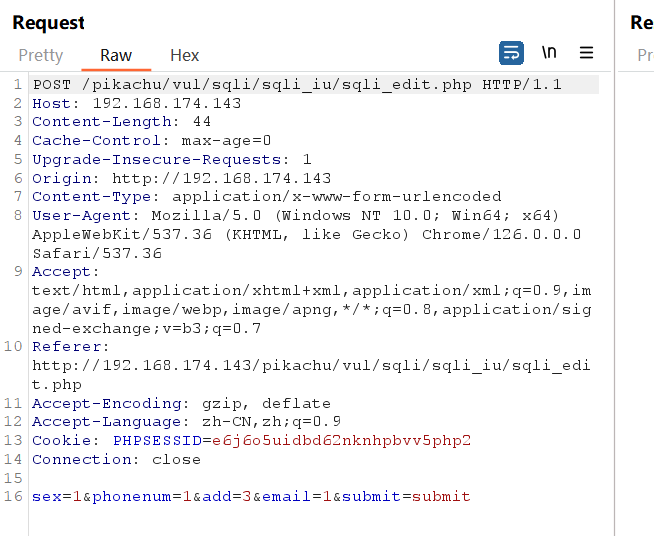 Request
Re
Pretty Raw Hex
\n
Pr
1 POST /pikachu/vul/sqli/sqli_iu/sqli_edit.php HTTP/1.1
2 Host: 192.168.174.143
3 Content-Length: 44
4 Cache-Control: max-age=0
5 Upgrade-Insecure-Requests: 1
6 Origin: http://192.168.174.143
7 Content-Type: application/x-www-form-urlencoded
8 User-Agent: Mozilla/5.0 (Windows NT 10.0; Win64; x64)
AppleWebKit/537.36 (KHTML, like Gecko) Chrome/126.0.0.0
Safari/537.36
9 Accept:
text/html,application/xhtml+xml,application/xml;q=0.9,im
age/avif,image/webp,image/apng,*/*;q=0.8,application/sig
ned-exchange;v=b3;q=0.7
10 Referer:
http://192.168.174.143/pikachu/vul/sqli/sqli_iu/sqli_edi
t.php
11 Accept-Encoding: gzip, deflate
12 Accept-Language: zh-CN,zh;q=0.9
13 Cookie: PHPSESSID=e6j6o5uidbd62nknhpbvv5php2
14 Connection: close
15
16 sex=1&phonenum=1&add=3&email=1&submit=submit